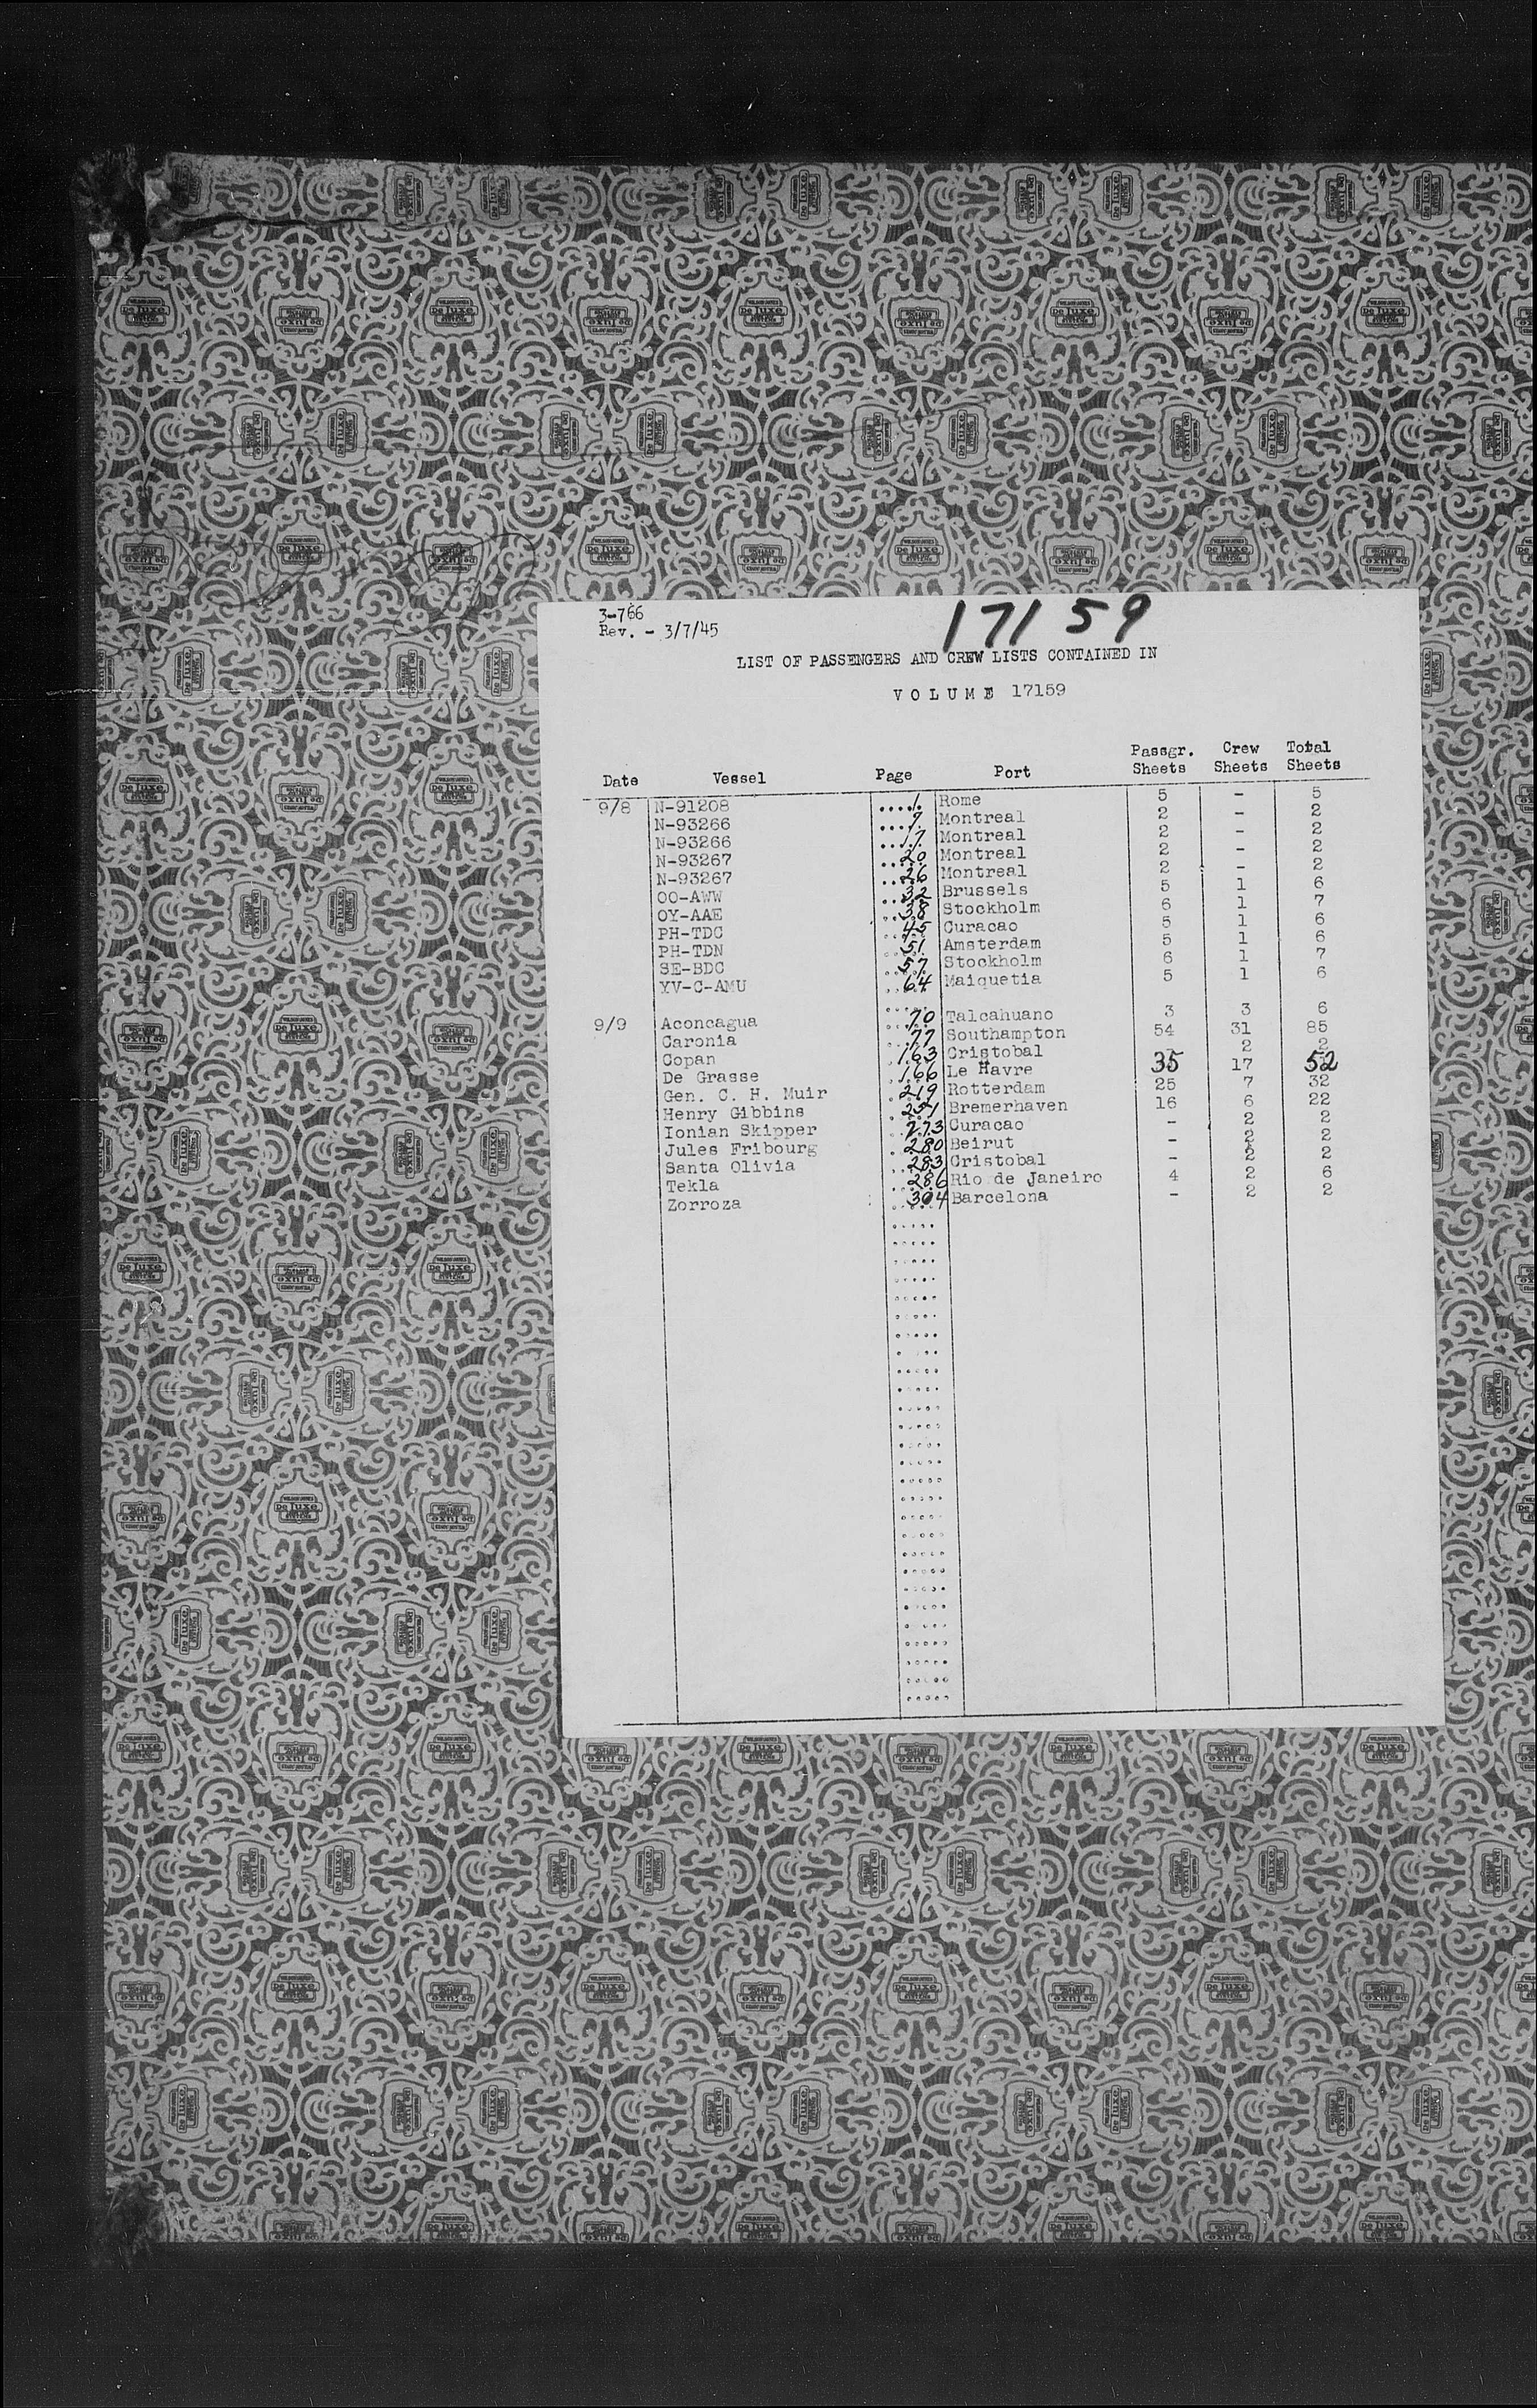 17159
3-766
Rev. - 3/7/45
LIST OF PASSENGERS AND CREW LISTS CONTAINED IN
VOLUME 17159
Date Vessel Page Port Passgr. Sheets Crew Sheets Total Sheets
9/8 N-91208 1 Rome 5 - 5
N-93266 7 Montreal 2 - 2
N-93266 17 Montreal 2 - 2
N-93267 20 Montreal 2 - 2
N-93267 26 Montreal 2 - 2
OO-AWW 32 Brussels 5 1 6
OY-AAE 38 Stockholm 6 1 7
PH-TDC 45 Curacao 5 1 6
PH-TDN 51 Amsterdam 5 1 6
SE-BDC 57 Stockholm 6 1 7
YV-C-AMU 64 Maiquetia 5 1 6
9/9 Aconcagua 70 Talcahuano 3 3 6
Caronia 77 Southampton 54 31 85
Copan 163 Cristobal 2 2
De Grasse 166 Le Havre 35 17 52
Gen. C. H. Muir 219 Rotterdam 25 7 32
Henry Gibbins 251 Bremerhaven 16 6 22
Ionian Skipper 273 Curacao - 2 2
Jules Fribourg 280 Beirut - 2 2
Santa Olivia 283 Cristobal - 2 2
Tekla 286 Rio de Janeiro 4 2 6
Zorroza 304 Barcelona - 2 2